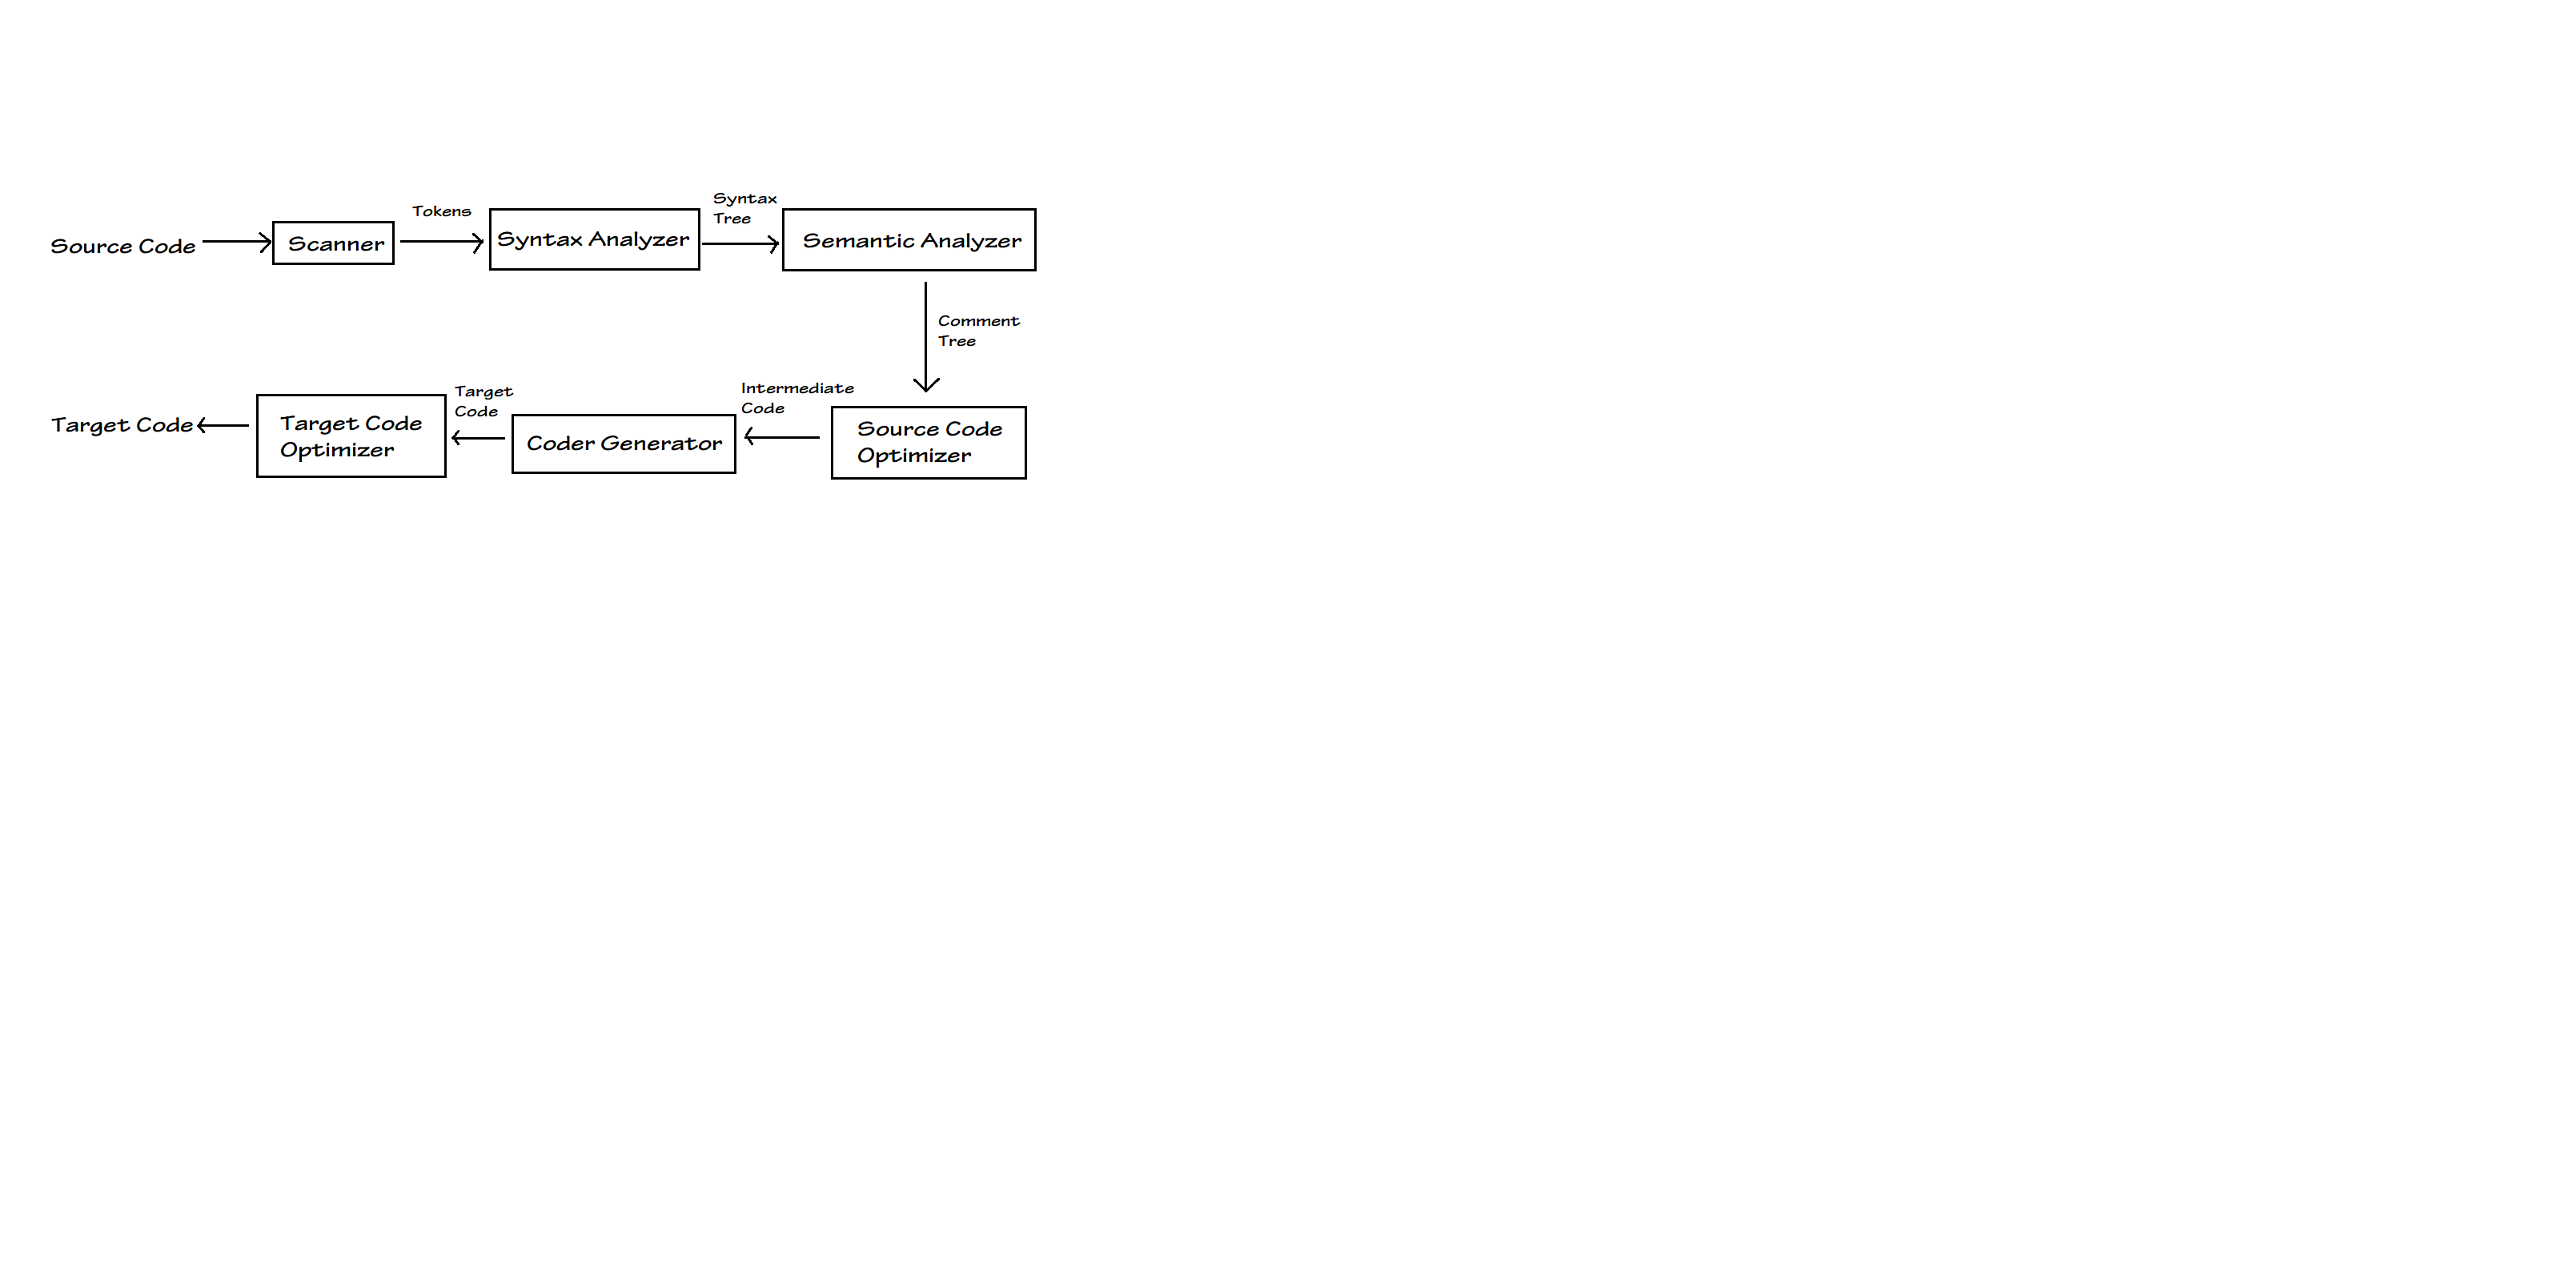 Source Code
Scanner
Tokens
Syntax Analyzer
Syntax
Tree
Semantic Analyzer
Comment
Tree
Source Code
Optimizer
Intermediate
Code
Coder Generator
Target
Code
Target Code
Optimizer
Target Code